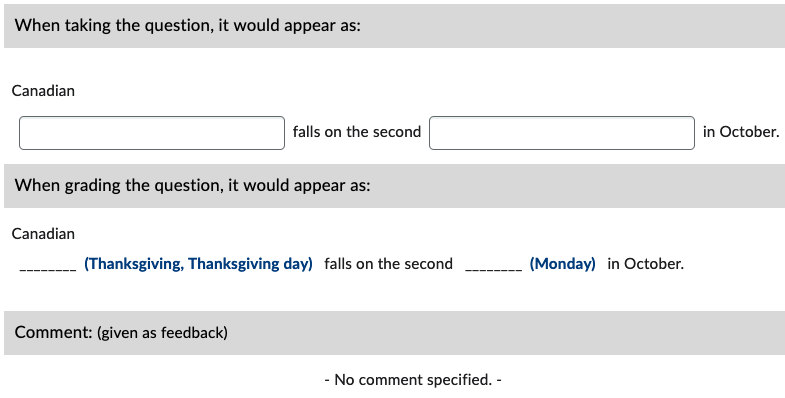 When taking the question, it would appear as:
Canadian
falls on the second in October.
When grading the question, it would appear as:
Canadian
________ (Thanksgiving, Thanksgiving day) falls on the second ________ (Monday) in October.
Comment: (given as feedback)
- No comment specified. -